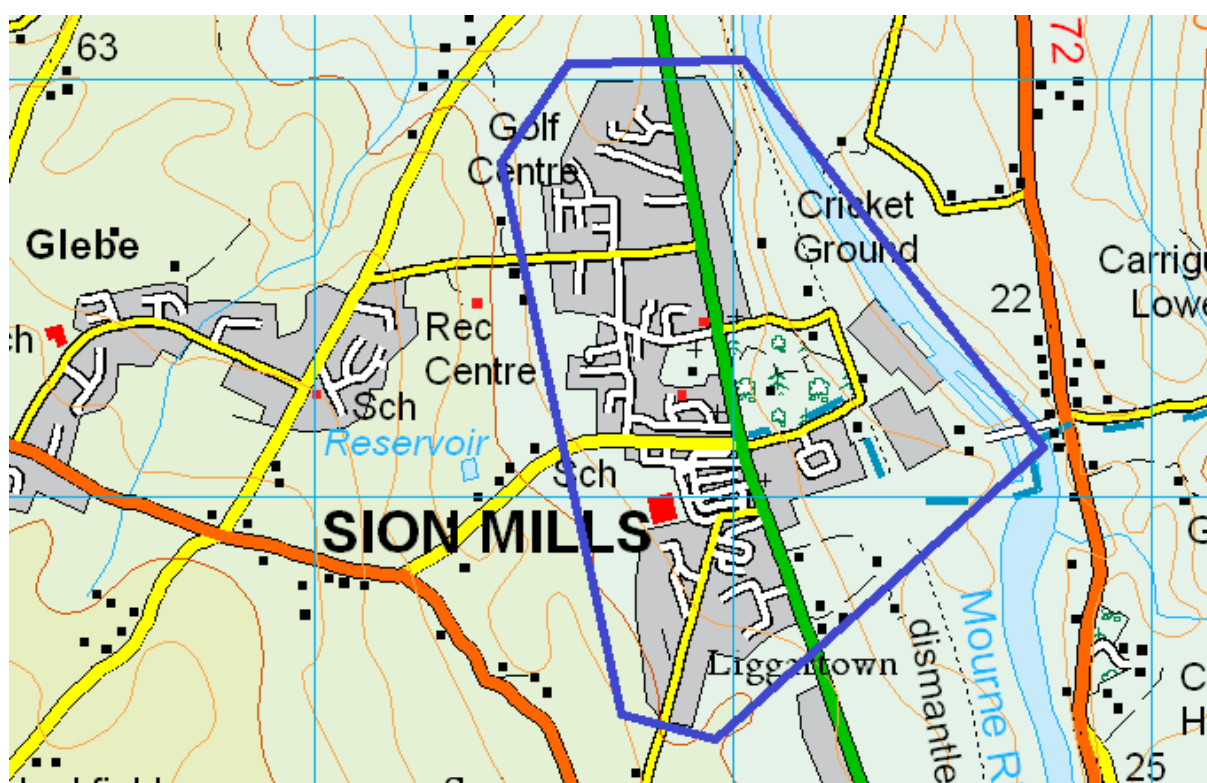 63
72
Golf
Centre
Cricket
Ground
Glebe
Carrigu
Lowe
22
ch
Rec
Centre
Sch
Reservoir
Sch
SION MILLS
G
Mourne R
dismantle
Liggartown
C
H
25